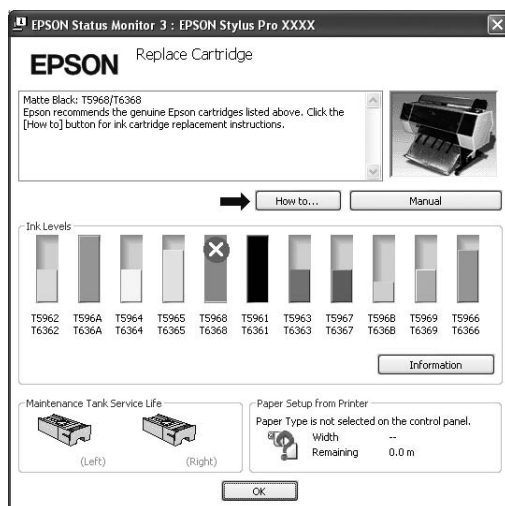 EPSON Status Monitor 3 : EPSON Stylus Pro XXXX
EPSON
Replace Cartridge
Matte Black: T5968/T6368
Epson recommends the genuine Epson cartridges listed above. Click the
[How to] button for ink cartridge replacement instructions.
How to...
Manual
Ink Levels
T5962 T596A T5964 T5965 T5968 T5961 T5963 T5967 T596B T5969 T5966
T6362 T636A T6364 T6365 T6368 T6361 T6363 T6367 T636B T6369 T6366
Information
Maintenance Tank Service Life
(Left) (Right)
Paper Setup from Printer
Paper Type is not selected on the control panel.
Width --
Remaining 0.0 m
OK